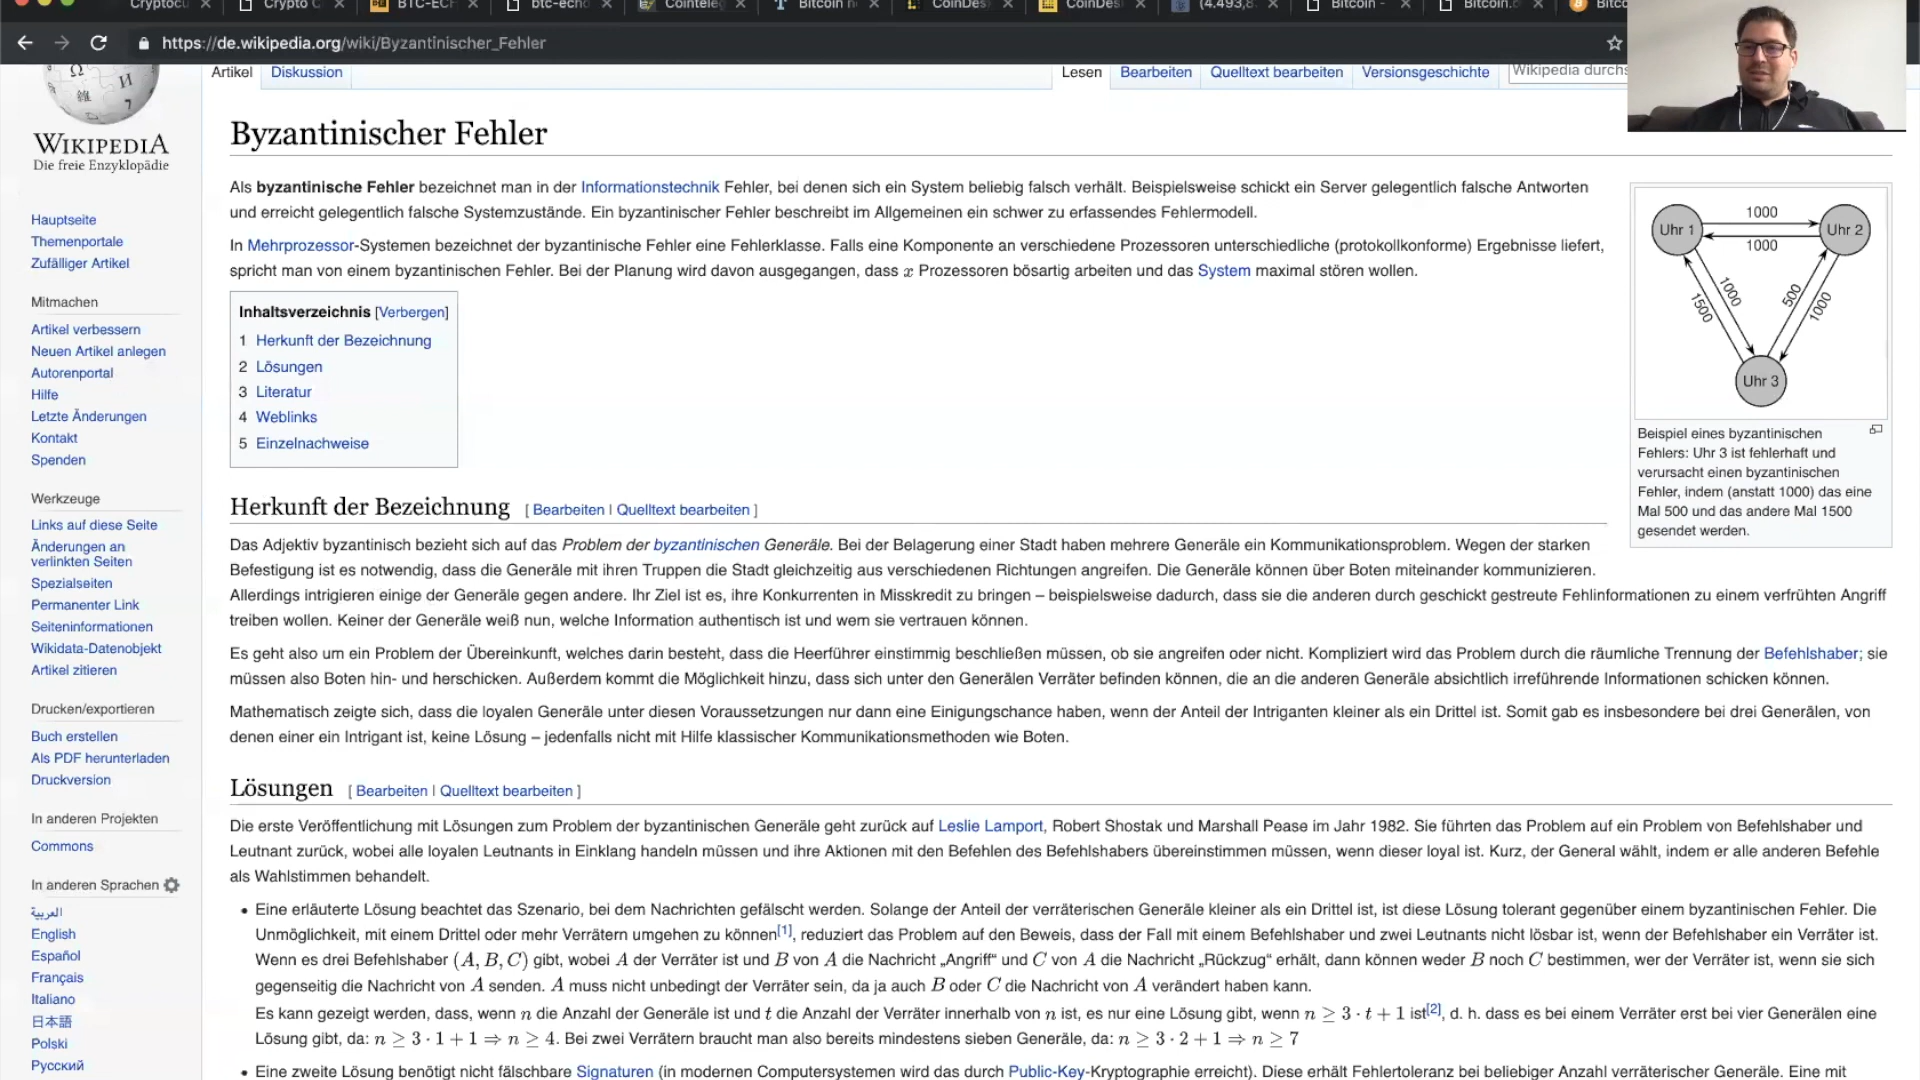 Crypto C
BTC-ECH
btc-echo
Cointeleg
Bitcoin n
CoinDes
CoinDes
(4.493,8
Bitcoin -
Bitcoin.
https://de.wikipedia.org/wiki/Byzantinischer_Fehler
WIKIPEDIA
Die freie Enzyklopädie
Hauptseite
Themenportale
Zufälliger Artikel
Mitmachen
Artikel verbessern
Neuen Artikel anlegen
Autorenportal
Hilfe
Letzte Änderungen
Kontakt
Spenden
Werkzeuge
Links auf diese Seite
Änderungen an
verlinkten Seiten
Spezialseiten
Permanenter Link
Seiteninformationen
Wikidata-Datenobjekt
Artikel zitieren
Drucken/exportieren
Buch erstellen
Als PDF herunterladen
Druckversion
In anderen Projekten
Commons
In anderen Sprachen
العربية
English
Español
Français
Italiano
日本語
Polski
Русский
Artikel Diskussion Lesen Bearbeiten Quelltext bearbeiten Versionsgeschichte Wikipedia durchs
Byzantinischer Fehler
Als byzantinische Fehler bezeichnet man in der Informationstechnik Fehler, bei denen sich ein System beliebig falsch verhält. Beispielsweise schickt ein Server gelegentlich falsche Antworten
und erreicht gelegentlich falsche Systemzustände. Ein byzantinischer Fehler beschreibt im Allgemeinen ein schwer zu erfassendes Fehlermodell.
In Mehrprozessor-Systemen bezeichnet der byzantinische Fehler eine Fehlerklasse. Falls eine Komponente an verschiedene Prozessoren unterschiedliche (protokollkonforme) Ergebnisse liefert,
spricht man von einem byzantinischen Fehler. Bei der Planung wird davon ausgegangen, dass x Prozessoren bösartig arbeiten und das System maximal stören wollen.
Inhaltsverzeichnis [Verbergen]
1 Herkunft der Bezeichnung
2 Lösungen
3 Literatur
4 Weblinks
5 Einzelnachweise
1000
Uhr 1 Uhr 2
1000
1500
1000
500
1000
Uhr 3
Beispiel eines byzantinischen
Fehlers: Uhr 3 ist fehlerhaft und
verursacht einen byzantinischen
Fehler, indem (anstatt 1000) das eine
Mal 500 und das andere Mal 1500
gesendet werden.
Herkunft der Bezeichnung [ Bearbeiten | Quelltext bearbeiten ]
Das Adjektiv byzantinisch bezieht sich auf das Problem der byzantinischen Generäle. Bei der Belagerung einer Stadt haben mehrere Generäle ein Kommunikationsproblem. Wegen der starken
Befestigung ist es notwendig, dass die Generäle mit ihren Truppen die Stadt gleichzeitig aus verschiedenen Richtungen angreifen. Die Generäle können über Boten miteinander kommunizieren.
Allerdings intrigieren einige der Generäle gegen andere. Ihr Ziel ist es, ihre Konkurrenten in Misskredit zu bringen – beispielsweise dadurch, dass sie die anderen durch geschickt gestreute Fehlinformationen zu einem verfrühten Angriff
treiben wollen. Keiner der Generäle weiß nun, welche Information authentisch ist und wem sie vertrauen können.
Es geht also um ein Problem der Übereinkunft, welches darin besteht, dass die Heerführer einstimmig beschließen müssen, ob sie angreifen oder nicht. Kompliziert wird das Problem durch die räumliche Trennung der Befehlshaber; sie
müssen also Boten hin- und herschicken. Außerdem kommt die Möglichkeit hinzu, dass sich unter den Generälen Verräter befinden können, die an die anderen Generäle absichtlich irreführende Informationen schicken können.
Mathematisch zeigte sich, dass die loyalen Generäle unter diesen Voraussetzungen nur dann eine Einigungschance haben, wenn der Anteil der Intriganten kleiner als ein Drittel ist. Somit gab es insbesondere bei drei Generälen, von
denen einer ein Intrigant ist, keine Lösung – jedenfalls nicht mit Hilfe klassischer Kommunikationsmethoden wie Boten.
Lösungen [ Bearbeiten | Quelltext bearbeiten ]
Die erste Veröffentlichung mit Lösungen zum Problem der byzantinischen Generäle geht zurück auf Leslie Lamport, Robert Shostak und Marshall Pease im Jahr 1982. Sie führten das Problem auf ein Problem von Befehlshaber und
Leutnant zurück, wobei alle loyalen Leutnants in Einklang handeln müssen und ihre Aktionen mit den Befehlen des Befehlshabers übereinstimmen müssen, wenn dieser loyal ist. Kurz, der General wählt, indem er alle anderen Befehle
als Wahlstimmen behandelt.
• Eine erläuterte Lösung beachtet das Szenario, bei dem Nachrichten gefälscht werden. Solange der Anteil der verräterischen Generäle kleiner als ein Drittel ist, ist diese Lösung tolerant gegenüber einem byzantinischen Fehler. Die
Unmöglichkeit, mit einem Drittel oder mehr Verrätern umgehen zu können[1], reduziert das Problem auf den Beweis, dass der Fall mit einem Befehlshaber und zwei Leutnants nicht lösbar ist, wenn der Befehlshaber ein Verräter ist.
Wenn es drei Befehlshaber (A, B, C) gibt, wobei A der Verräter ist und B von A die Nachricht „Angriff“ und C von A die Nachricht „Rückzug“ erhält, dann können weder B noch C bestimmen, wer der Verräter ist, wenn sie sich
gegenseitig die Nachricht von A senden. A muss nicht unbedingt der Verräter sein, da ja auch B oder C die Nachricht von A verändert haben kann.
Es kann gezeigt werden, dass, wenn n die Anzahl der Generäle ist und t die Anzahl der Verräter innerhalb von n ist, es nur eine Lösung gibt, wenn n ≥ 3 · t + 1 ist[2], d. h. dass es bei einem Verräter erst bei vier Generälen eine
Lösung gibt, da: n ≥ 3 · 1 + 1 ⇒ n ≥ 4. Bei zwei Verrätern braucht man also bereits mindestens sieben Generäle, da: n ≥ 3 · 2 + 1 ⇒ n ≥ 7
• Eine zweite Lösung benötigt nicht fälschbare Signaturen (in modernen Computersystemen wird das durch Public-Key-Kryptographie erreicht). Diese erhält Fehlertoleranz bei beliebiger Anzahl verräterischer Generäle. Eine mit